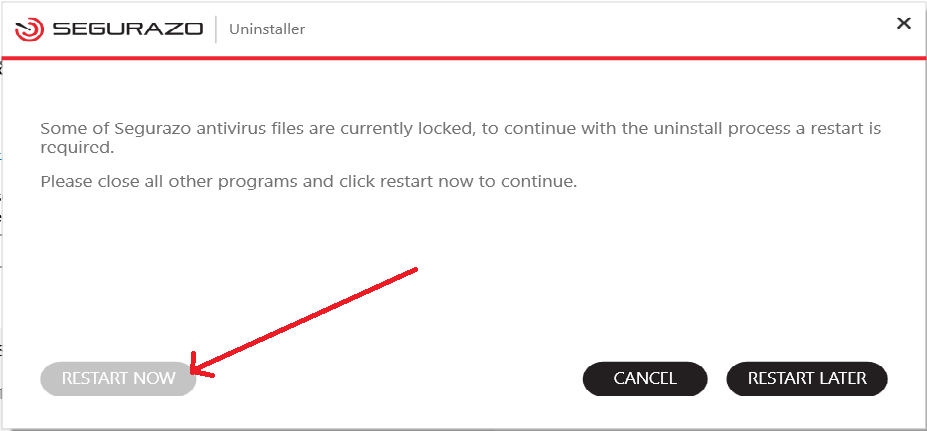 SEGURAZO Uninstaller
Some of Segurazo antivirus files are currently locked, to continue with the uninstall process a restart is
required.
Please close all other programs and click restart now to continue.
RESTART NOW CANCEL RESTART LATER